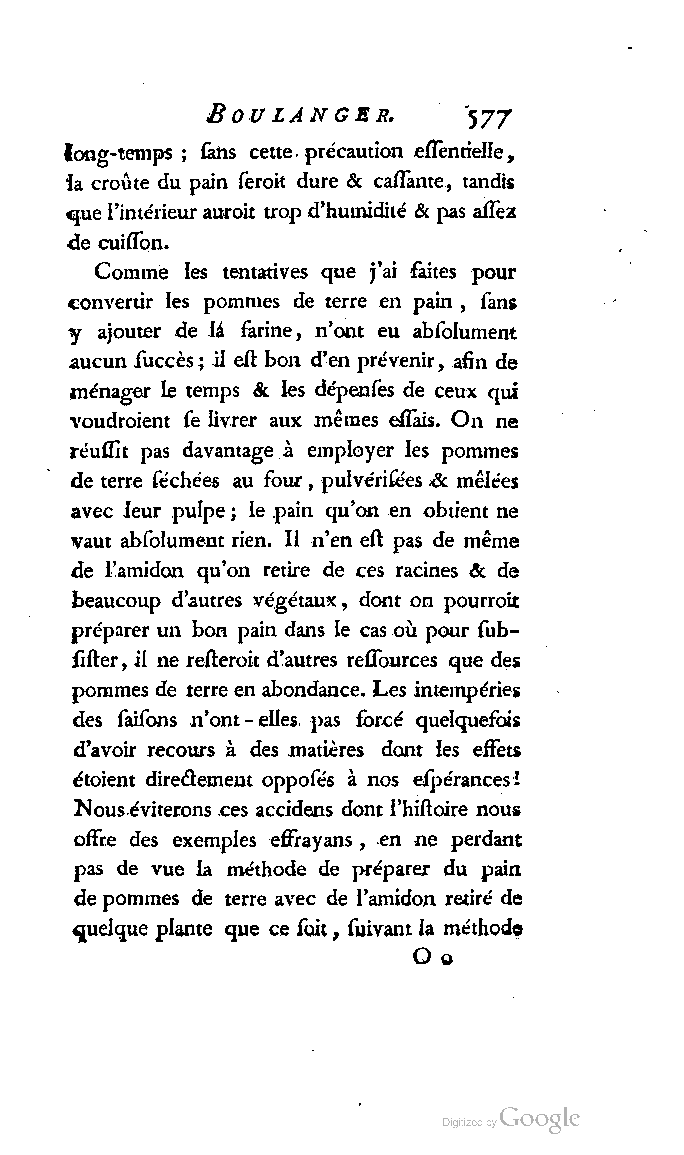 BOULANGER. 577
long-temps ; ſans cette précaution eſſentielle,
la croûte du pain ſeroit dure & caſſante, tandis
que l'intérieur auroit trop d'humidité & pas aſſez
de cuiſſon.
Comme les tentatives que j'ai faites pour
convertir les pommes de terre en pain , ſans
y ajouter de la farine, n'ont eu abſolument
aucun ſuccès ; il eſt bon d'en prévenir, afin de
ménager le temps & les dépenſes de ceux qui
voudroient ſe livrer aux mêmes eſſais. On ne
réuſſit pas davantage à employer les pommes
de terre ſéchées au four, pulvériſées & mêlées
avec leur pulpe ; le pain qu'on en obtient ne
vaut abſolument rien. Il n'en eſt pas de même
de l'amidon qu'on retire de ces racines & de
beaucoup d'autres végétaux, dont on pourroit
préparer un bon pain dans le cas où pour ſub-
ſiſter, il ne reſteroit d'autres reſſources que des
pommes de terre en abondance. Les intempéries
des ſaiſons n'ont-elles pas forcé quelquefois
d'avoir recours à des matières dont les effets
étoient directement oppoſés à nos eſpérances !
Nous éviterons ces accidens dont l'hiſtoire nous
offre des exemples effrayans , en ne perdant
pas de vue la méthode de préparer du pain
de pommes de terre avec de l'amidon retiré de
quelque plante que ce ſoit, ſuivant la méthode
O o
Digitized by Google